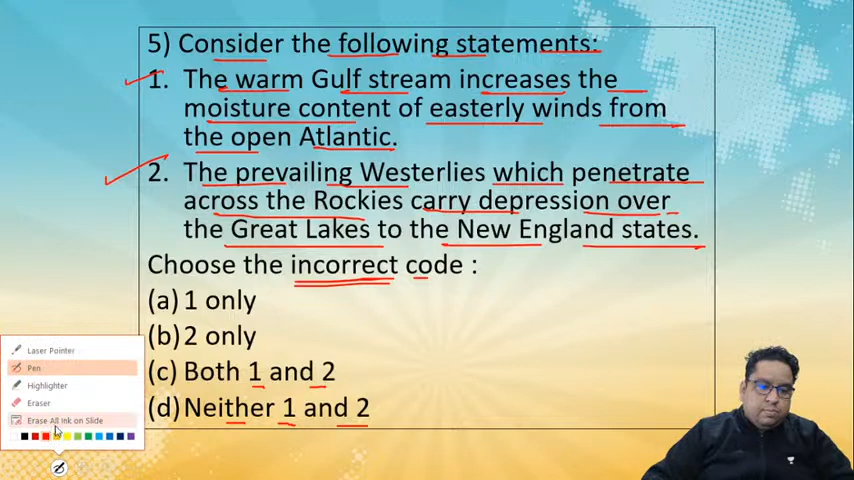 5) Consider the following statements:
1. The warm Gulf stream increases the
moisture content of easterly winds from
the open Atlantic.
2. The prevailing Westerlies which penetrate
across the Rockies carry depression over
the Great Lakes to the New England states.
Choose the incorrect code :
(a) 1 only
(b) 2 only
(c) Both 1 and 2
(d) Neither 1 and 2
Laser Pointer
Pen
Highlighter
Eraser
Erase All Ink on Slide